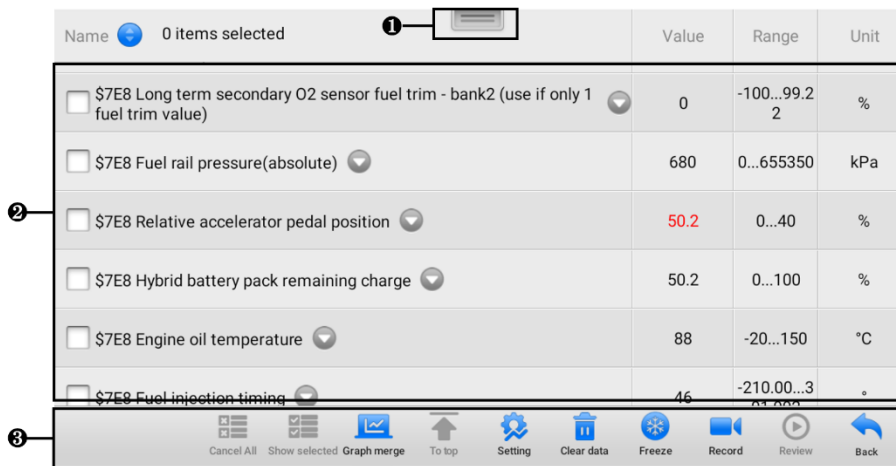 ❶
Name 0 items selected Value Range Unit
$7E8 Long term secondary O2 sensor fuel trim - bank2 (use if only 1
fuel trim value) 0 -100...99.2
2 %
$7E8 Fuel rail pressure(absolute) 680 0...655350 kPa
❷
$7E8 Relative accelerator pedal position 50.2 0...40 %
$7E8 Hybrid battery pack remaining charge 50.2 0...100 %
$7E8 Engine oil temperature 88 -20...150 °C
$7E8 Fuel injection timing 46 -210.00...3 °
❸
Cancel All Show selected Graph merge To top Setting Clear data Freeze Record Review Back